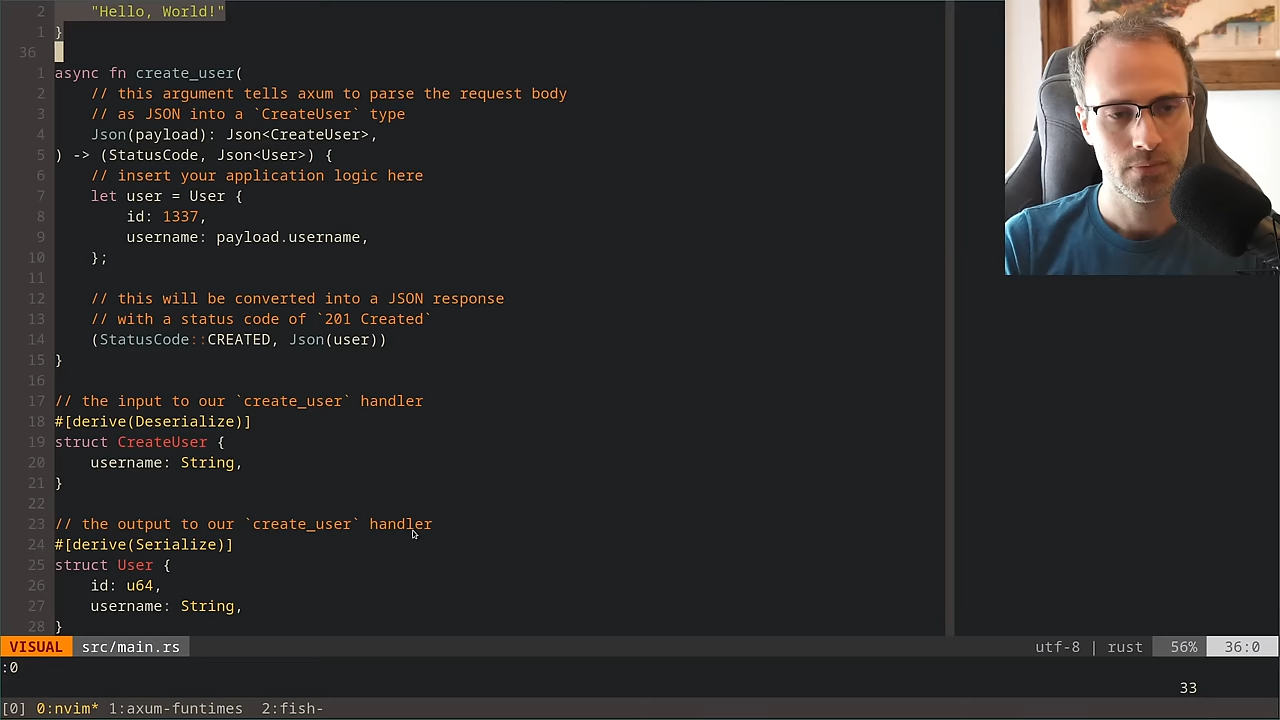 2     "Hello, World!"
1 }
36
1 async fn create_user(
2     // this argument tells axum to parse the request body
3     // as JSON into a `CreateUser` type
4     Json(payload): Json<CreateUser>,
5 ) -> (StatusCode, Json<User>) {
6     // insert your application logic here
7     let user = User {
8         id: 1337,
9         username: payload.username,
10     };
11
12     // this will be converted into a JSON response
13     // with a status code of `201 Created`
14     (StatusCode::CREATED, Json(user))
15 }
16
17 // the input to our `create_user` handler
18 #[derive(Deserialize)]
19 struct CreateUser {
20     username: String,
21 }
22
23 // the output to our `create_user` handler
24 #[derive(Serialize)]
25 struct User {
26     id: u64,
27     username: String,
28 }
VISUAL src/main.rs utf-8 | rust 56% 36:0
:0
33
[0] 0:nvim* 1:axum-funtimes 2:fish-